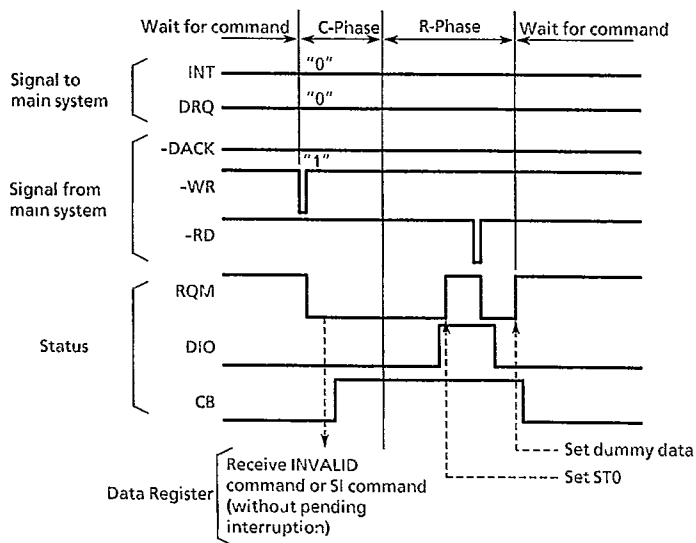 Wait for command
C-Phase
R-Phase
Wait for command
Signal to
main system
INT
"0"
DRQ
"0"
Signal from
main system
-DACK
"1"
-WR
-RD
Status
RQM
DIO
CB
Data Register
Receive INVALID
command or SI command
(without pending
interruption)
Set dummy data
Set ST0